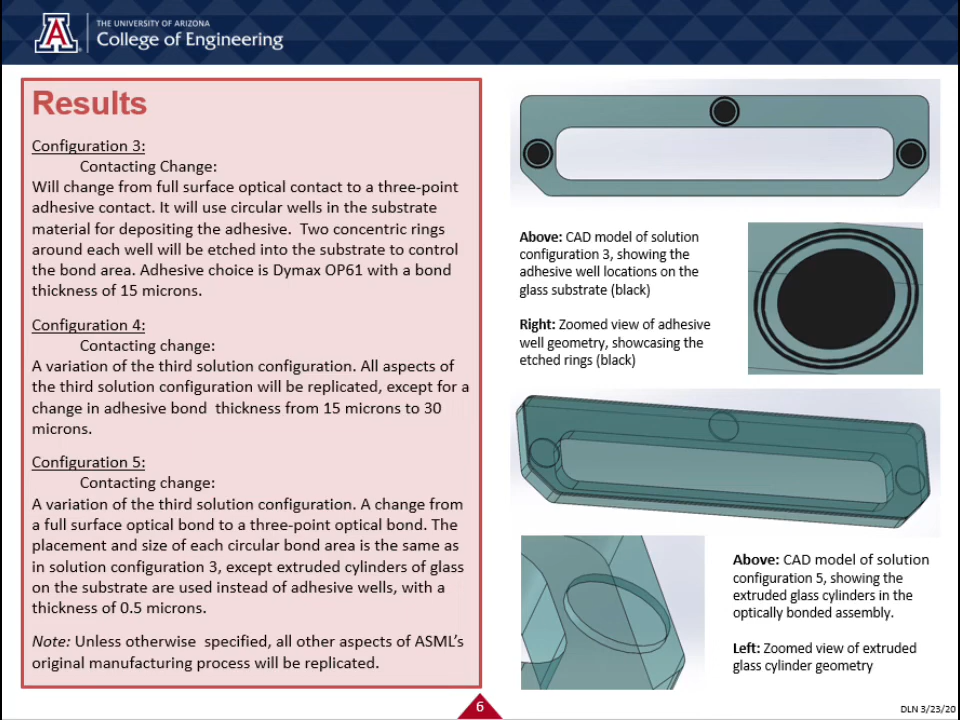 THE UNIVERSITY OF ARIZONA
College of Engineering
A
Results
Configuration 3:
Contacting Change:
Will change from full surface optical contact to a three-point
adhesive contact. It will use circular wells in the substrate
material for depositing the adhesive.  Two concentric rings
around each well will be etched into the substrate to control
the bond area. Adhesive choice is Dymax OP61 with a bond
thickness of 15 microns.
Configuration 4:
Contacting change:
A variation of the third solution configuration. All aspects of
the third solution configuration will be replicated, except for a
change in adhesive bond  thickness from 15 microns to 30
microns.
Configuration 5:
Contacting change:
A variation of the third solution configuration. A change from
a full surface optical bond to a three-point optical bond. The
placement and size of each circular bond area is the same as
in solution configuration 3, except extruded cylinders of glass
on the substrate are used instead of adhesive wells, with a
thickness of 0.5 microns.
Note: Unless otherwise  specified, all other aspects of ASML's
original manufacturing process will be replicated.
Above: CAD model of solution
configuration 3, showing the
adhesive well locations on the
glass substrate (black)
Right: Zoomed view of adhesive
well geometry, showcasing the
etched rings (black)
Above: CAD model of solution
configuration 5, showing the
extruded glass cylinders in the
optically bonded assembly.
Left: Zoomed view of extruded
glass cylinder geometry
6
DLN 3/23/20